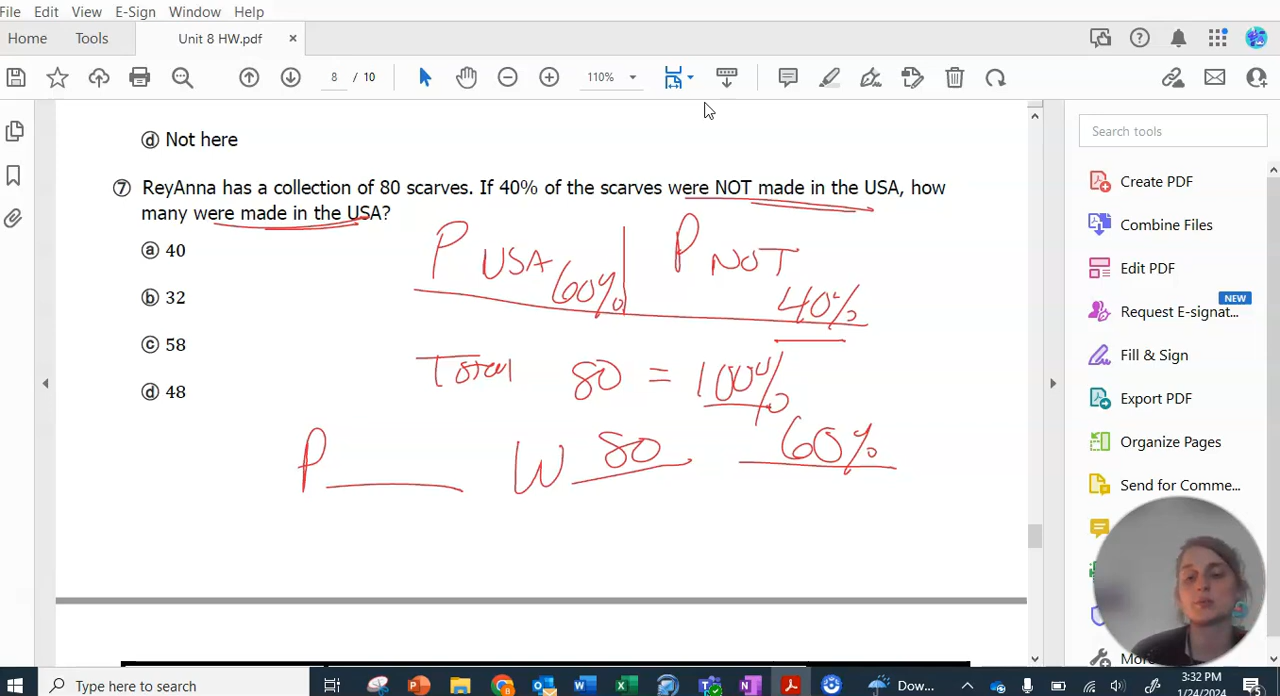 File Edit View E-Sign Window Help
Home Tools Unit 8 HW.pdf ×
8 / 10 110%
d Not here
Search tools
7 ReyAnna has a collection of 80 scarves. If 40% of the scarves were NOT made in the USA, how
many were made in the USA?
a 40
b 32
c 58
d 48
P USA 60% P NOT 40%
Total 80 = 100%
P W 80 60%
Create PDF
Combine Files
Edit PDF
NEW
Request E-signat...
Fill & Sign
Export PDF
Organize Pages
Send for Comme...
Type here to search
Dow...
3:32 PM
1/24/2024